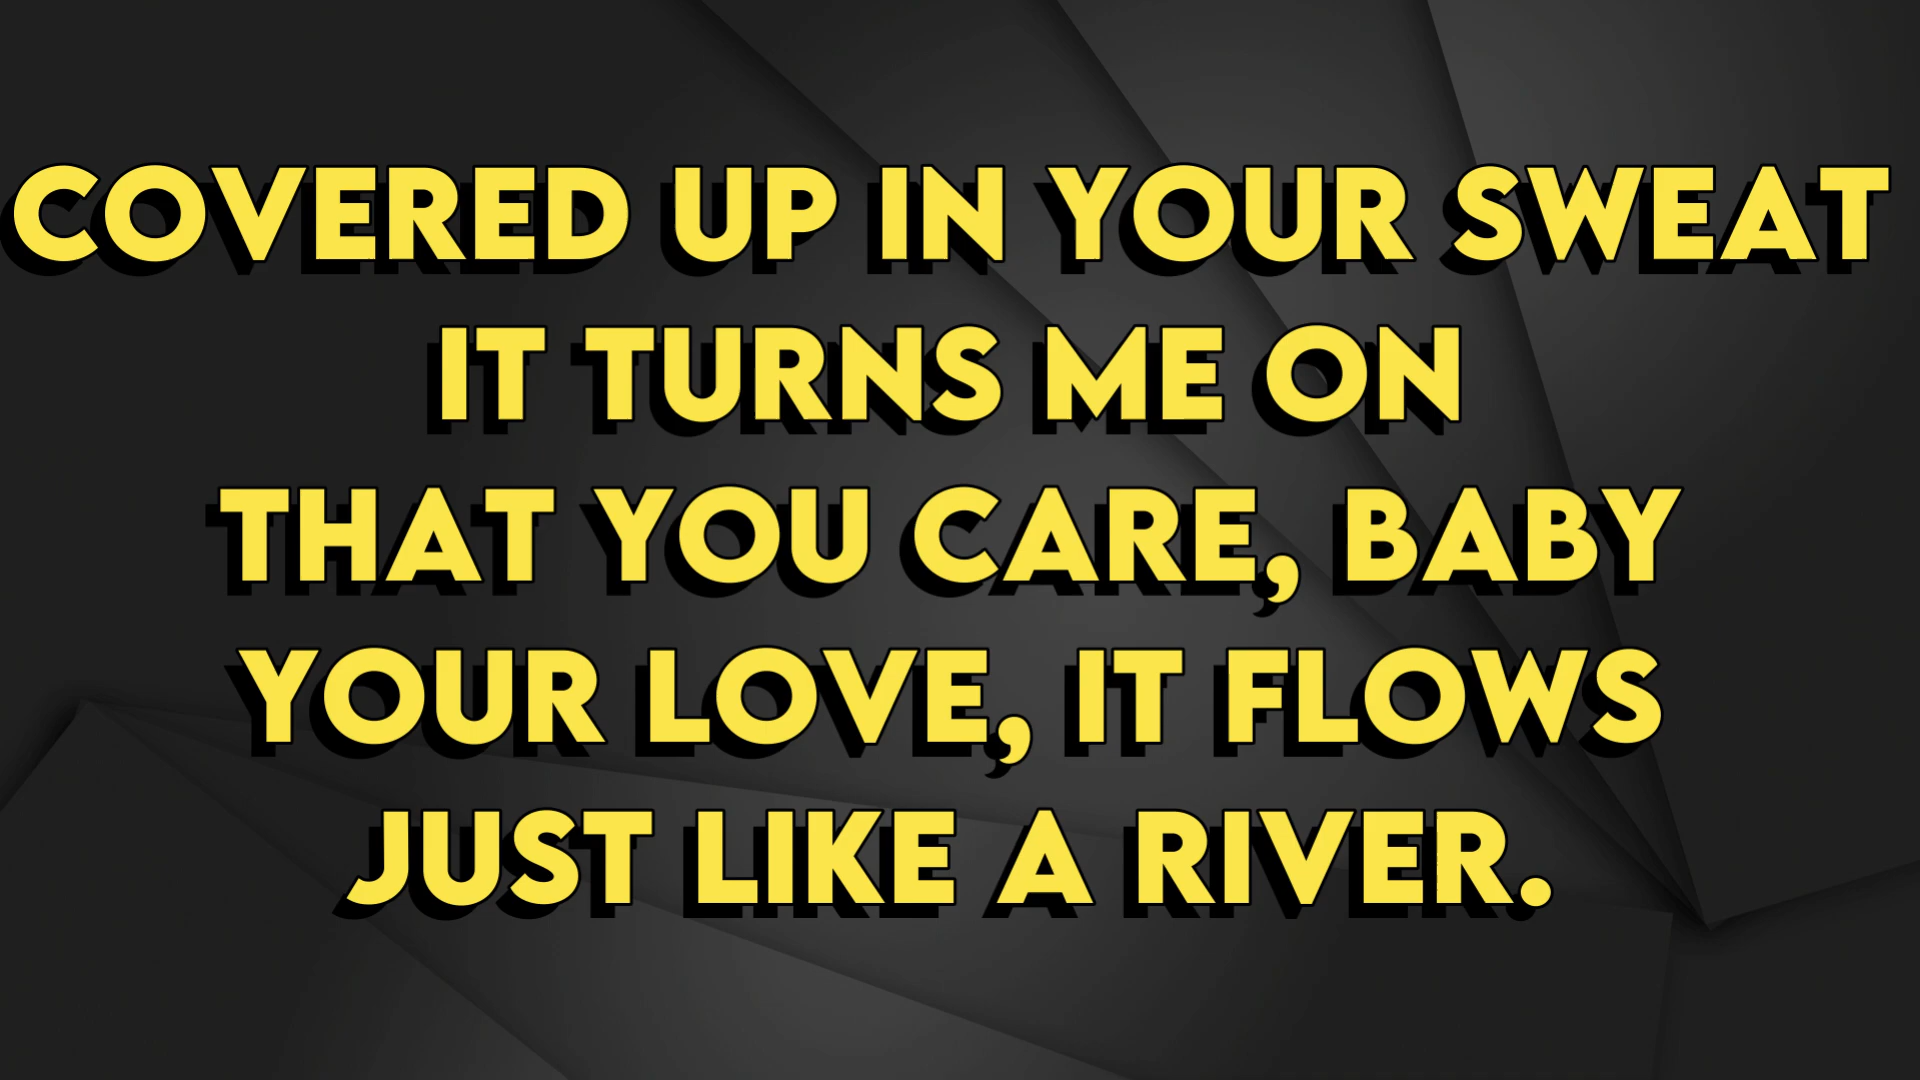 COVERED UP IN YOUR SWEAT
IT TURNS ME ON
THAT YOU CARE, BABY
YOUR LOVE, IT FLOWS
JUST LIKE A RIVER.